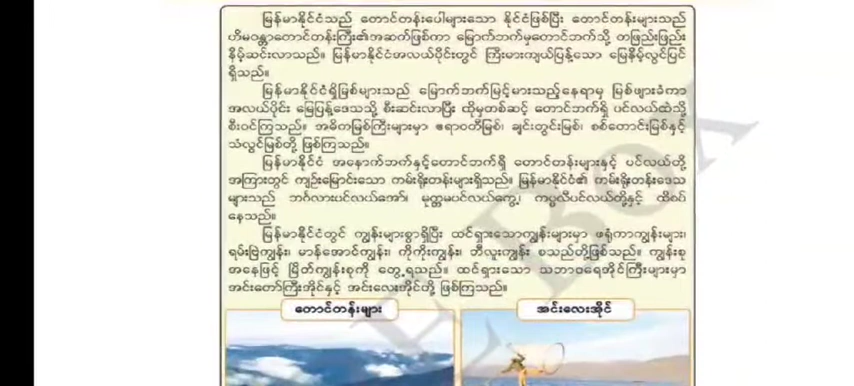 မြန်မာနိုင်ငံသည် တောင်တန်းပေါများသော နိုင်ငံဖြစ်ပြီး တောင်တန်းများသည်
ဟိမဝန္တာတောင်တန်းကြီး၏အဆက်ဖြစ်ကာ မြောက်ဘက်မှတောင်ဘက်သို့ တဖြည်းဖြည်း
နိမ့်ဆင်းလာသည်။ မြန်မာနိုင်ငံအလယ်ပိုင်းတွင် ကြီးမားကျယ်ပြန့်သော မြေနိမ့်လွင်ပြင်
ရှိသည်။
မြန်မာနိုင်ငံရှိမြစ်များသည် မြောက်ဘက်မြင့်မားသည့်နေရာမှ မြစ်ဖျားခံကာ
အလယ်ပိုင်း မြေပြန့်ဒေသသို့ စီးဆင်းလာပြီး ထိုမှတစ်ဆင့် တောင်ဘက်ရှိ ပင်လယ်ထဲသို့
စီးဝင်ကြသည်။ အဓိကမြစ်ကြီးများမှာ ဧရာဝတီမြစ်၊ ချင်းတွင်းမြစ်၊ စစ်တောင်းမြစ်နှင့်
သံလွင်မြစ်တို့ ဖြစ်ကြသည်။
မြန်မာနိုင်ငံ အနောက်ဘက်နှင့်တောင်ဘက်ရှိ တောင်တန်းများနှင့် ပင်လယ်တို့
အကြားတွင် ကျဉ်းမြောင်းသော ကမ်းရိုးတန်းများရှိသည်။ မြန်မာနိုင်ငံ၏ ကမ်းရိုးတန်းဒေသ
များသည် ဘင်္ဂလားပင်လယ်အော်၊ မုတ္တမပင်လယ်ကွေ့၊ ကပ္ပလီပင်လယ်တို့နှင့် ထိစပ်
နေသည်။
မြန်မာနိုင်ငံတွင် ကျွန်းများစွာရှိပြီး ထင်ရှားသောကျွန်းများမှာ ဖရုံကာကျွန်းများ၊
ရမ်းဗြဲကျွန်း၊ မာန်အောင်ကျွန်း၊ ကိုကိုးကျွန်း၊ ဘီလူးကျွန်း စသည်တို့ဖြစ်သည်။ ကျွန်းစု
အနေဖြင့် မြိတ်ကျွန်းစုကို တွေ့ရသည်။ ထင်ရှားသော သဘာဝရေအိုင်ကြီးများမှာ
အင်းတော်ကြီးအိုင်နှင့် အင်းလေးအိုင်တို့ ဖြစ်ကြသည်။
တောင်တန်းများ
အင်းလေးအိုင်